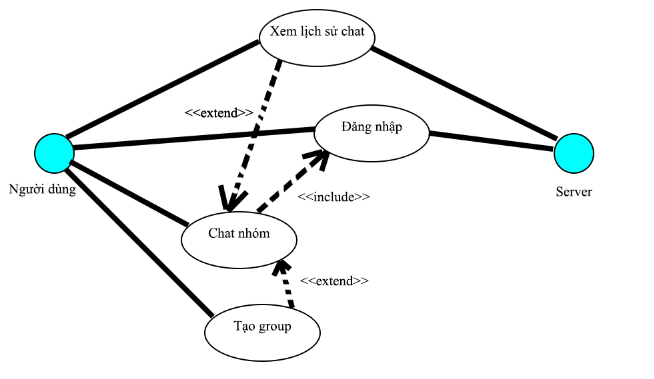 Xem lịch sử chat
<<extend>>
Đăng nhập
Người dùng
Server
<<include>>
Chat nhóm
<<extend>>
Tạo group